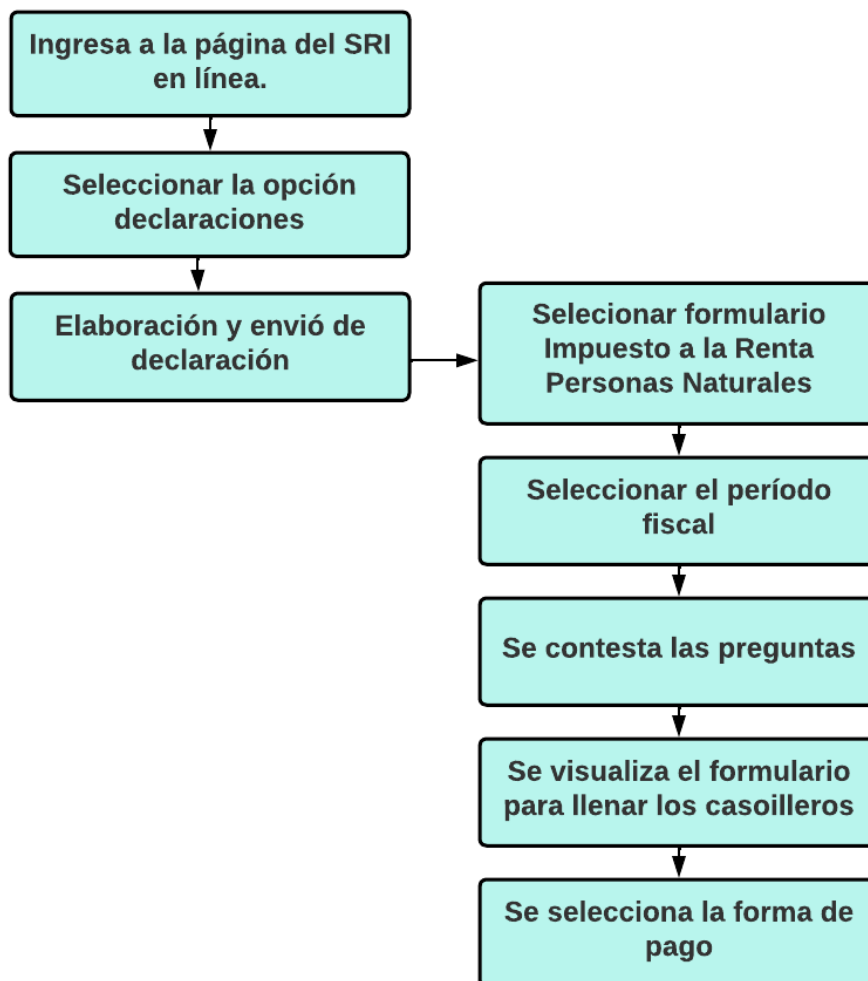 Ingresa a la página del SRI
en línea.
Seleccionar la opción
declaraciones
Elaboración y envió de
declaración
Selecionar formulario
Impuesto a la Renta
Personas Naturales
Seleccionar el período
fiscal
Se contesta las preguntas
Se visualiza el formulario
para llenar los casoilleros
Se selecciona la forma de
pago